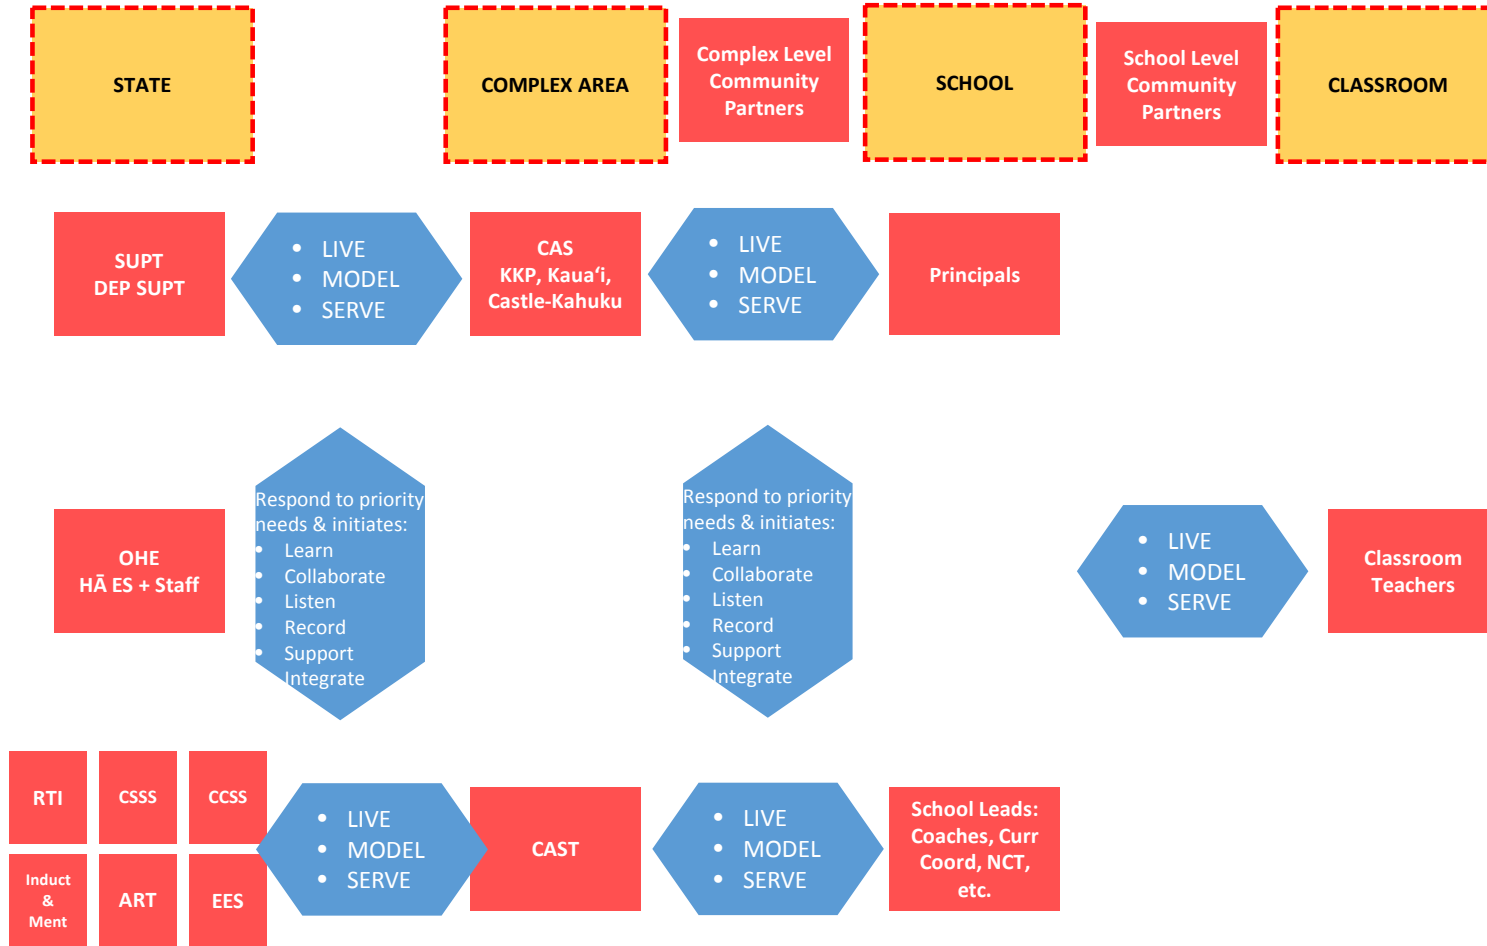 STATE
COMPLEX AREA
Complex Level
Community
Partners
SCHOOL
School Level
Community
Partners
CLASSROOM
SUPT
DEP SUPT
• LIVE
• MODEL
• SERVE
CAS
KKP, Kauaʻi,
Castle-Kahuku
• LIVE
• MODEL
• SERVE
Principals
OHE
HĀ ES + Staff
Respond to priority
needs & initiates:
• Learn
• Collaborate
• Listen
• Record
• Support
Integrate
Respond to priority
needs & initiates:
• Learn
• Collaborate
• Listen
• Record
• Support
Integrate
• LIVE
• MODEL
• SERVE
Classroom
Teachers
RTI
CSSS
CCSS
Induct
&
Ment
ART
EES
• LIVE
• MODEL
• SERVE
CAST
• LIVE
• MODEL
• SERVE
School Leads:
Coaches, Curr
Coord, NCT,
etc.